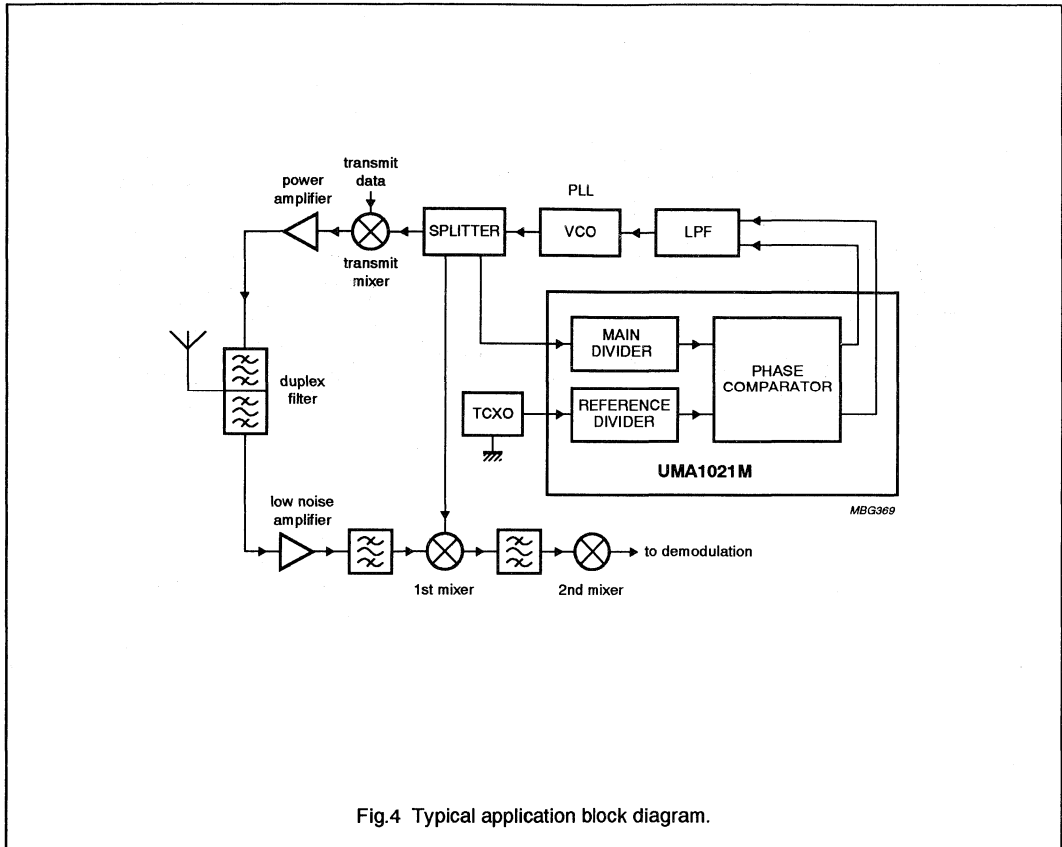 transmit
data
power
amplifier
PLL
SPLITTER
VCO
LPF
transmit
mixer
MAIN
DIVIDER
PHASE
COMPARATOR
duplex
filter
TCXO
REFERENCE
DIVIDER
UMA1021M
MBG369
low noise
amplifier
to demodulation
1st mixer
2nd mixer
Fig.4 Typical application block diagram.